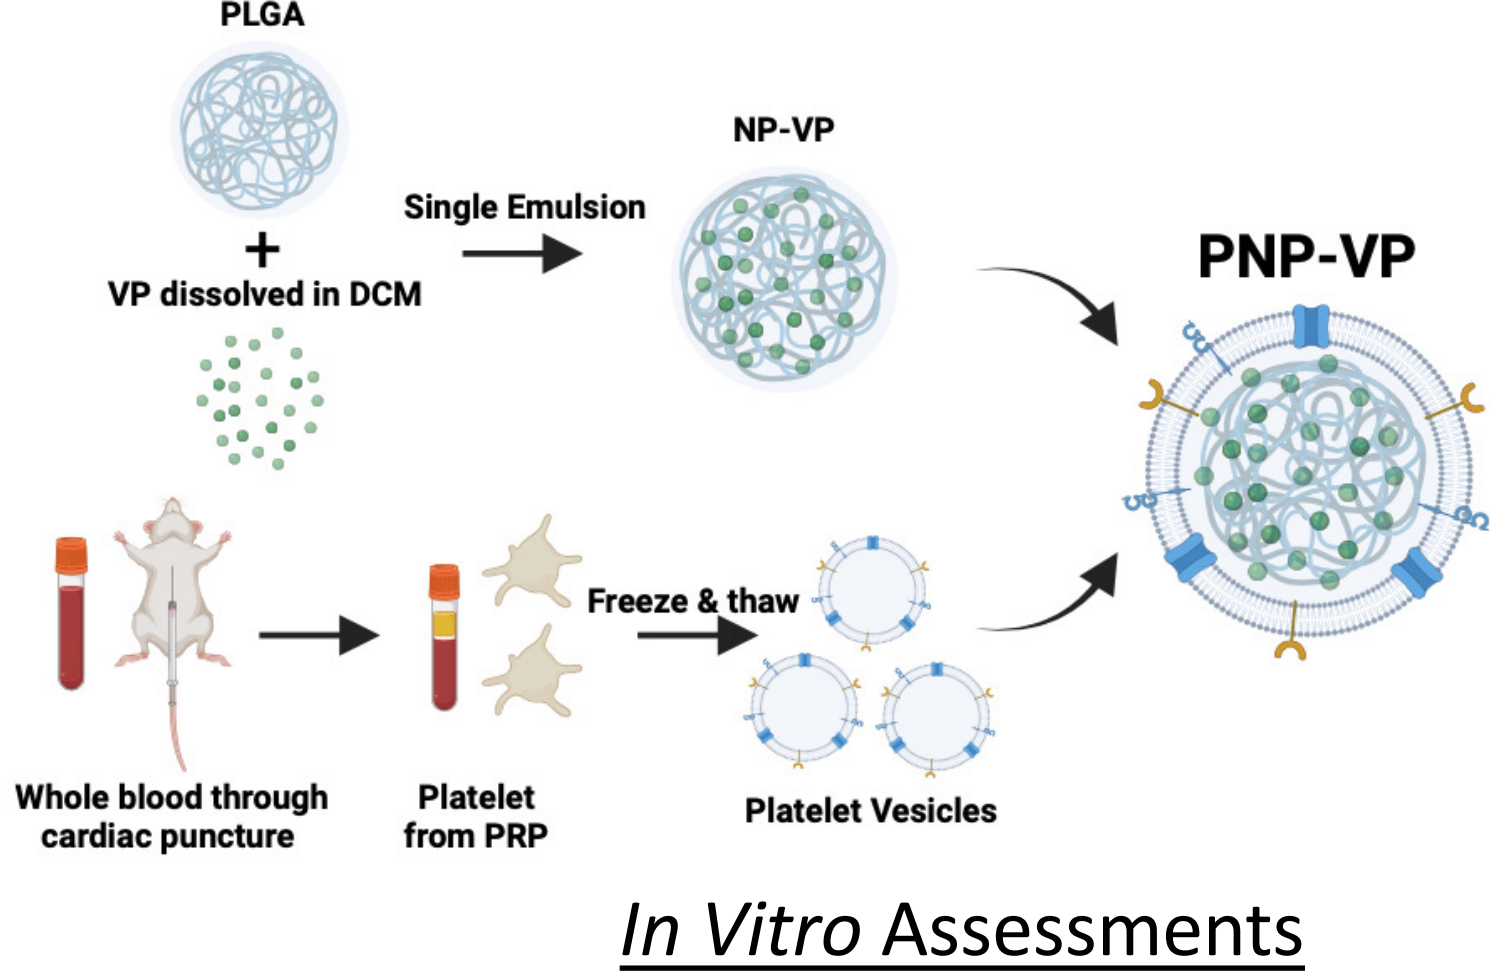 PLGA
+
VP dissolved in DCM
Single Emulsion
NP-VP
PNP-VP
Whole blood through
cardiac puncture
Platelet
from PRP
Freeze & thaw
Platelet Vesicles
In Vitro Assessments